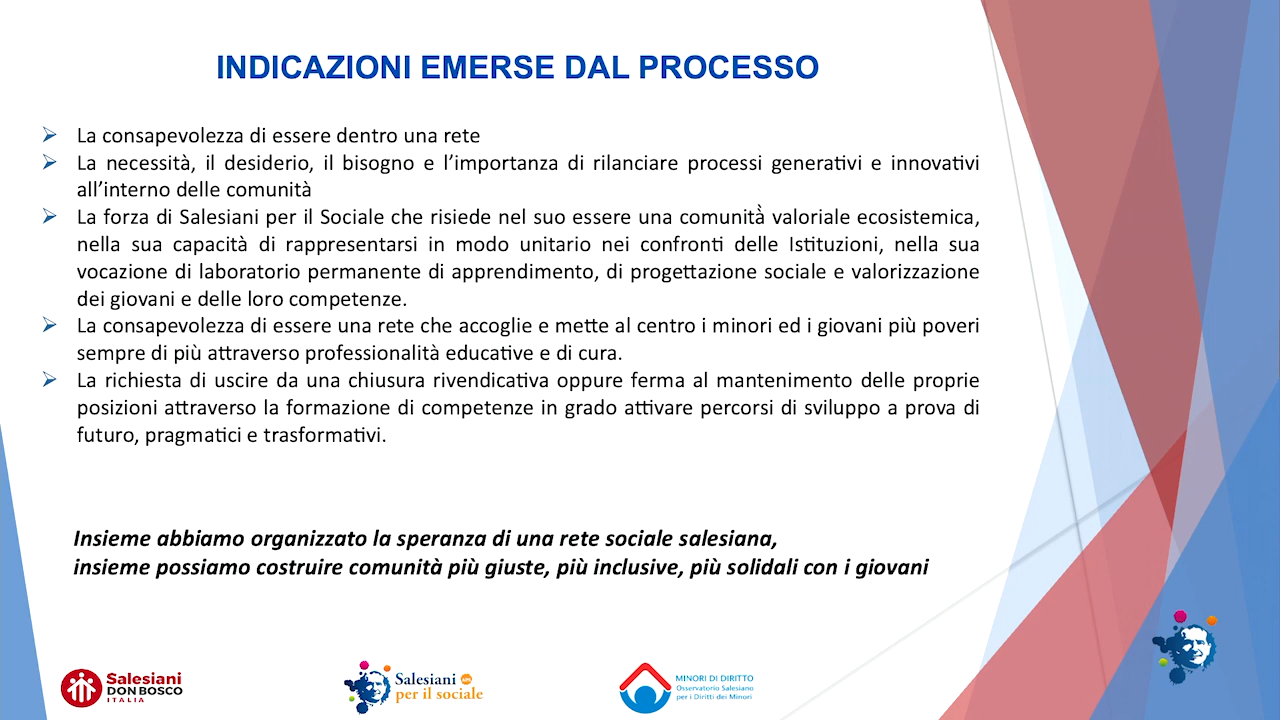 INDICAZIONI EMERSE DAL PROCESSO
La consapevolezza di essere dentro una rete
La necessità, il desiderio, il bisogno e l’importanza di rilanciare processi generativi e innovativi
all’interno delle comunità
La forza di Salesiani per il Sociale che risiede nel suo essere una comunità̀ valoriale ecosistemica,
nella sua capacità di rappresentarsi in modo unitario nei confronti delle Istituzioni, nella sua
vocazione di laboratorio permanente di apprendimento, di progettazione sociale e valorizzazione
dei giovani e delle loro competenze.
La consapevolezza di essere una rete che accoglie e mette al centro i minori ed i giovani più poveri
sempre di più attraverso professionalità educative e di cura.
La richiesta di uscire da una chiusura rivendicativa oppure ferma al mantenimento delle proprie
posizioni attraverso la formazione di competenze in grado attivare percorsi di sviluppo a prova di
futuro, pragmatici e trasformativi.
Insieme abbiamo organizzato la speranza di una rete sociale salesiana,
insieme possiamo costruire comunità più giuste, più inclusive, più solidali con i giovani
Salesiani
DON BOSCO
ITALIA
Salesiani APS
per il sociale
MINORI DI DIRITTO
Osservatorio Salesiano
per i Diritti dei Minori